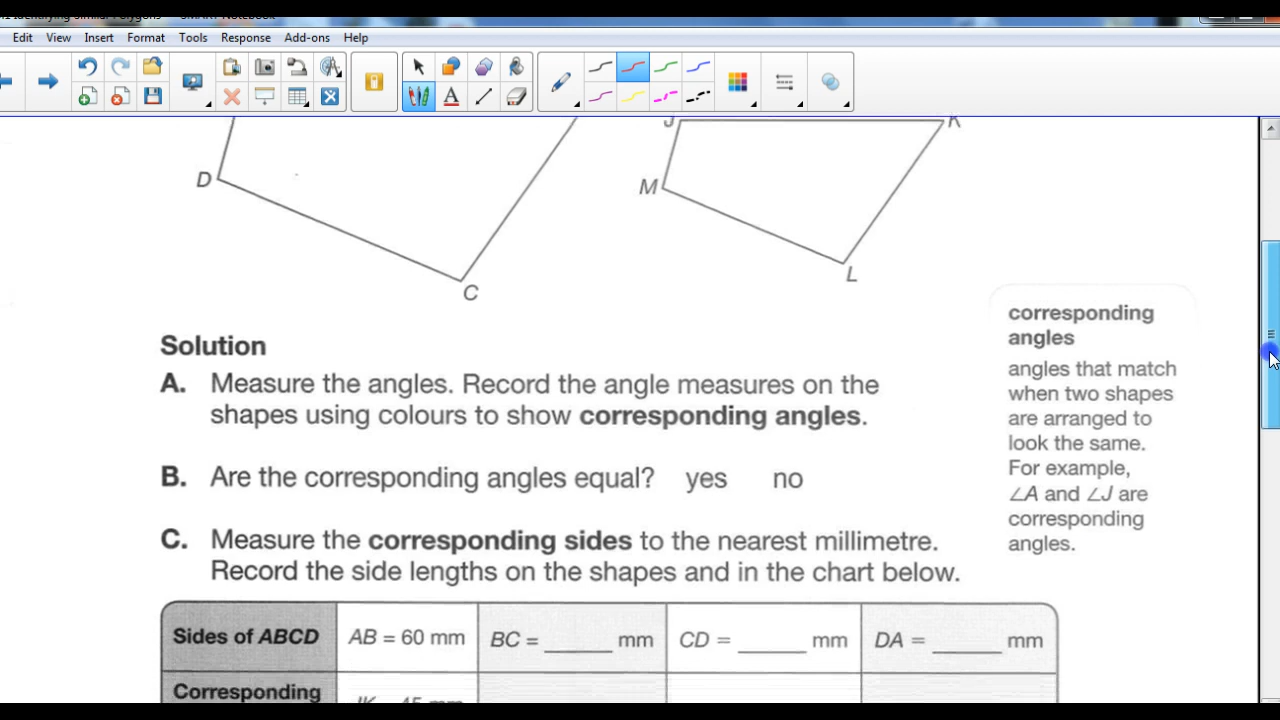 Edit View Insert Format Tools Response Add-ons Help
J K
D M
L
C
Solution
A. Measure the angles. Record the angle measures on the
shapes using colours to show corresponding angles.
B. Are the corresponding angles equal? yes no
C. Measure the corresponding sides to the nearest millimetre.
Record the side lengths on the shapes and in the chart below.
corresponding
angles
angles that match
when two shapes
are arranged to
look the same.
For example,
∠A and ∠J are
corresponding
angles.
Sides of ABCD AB = 60 mm BC = ______ mm CD = ______ mm DA = ______ mm
Corresponding